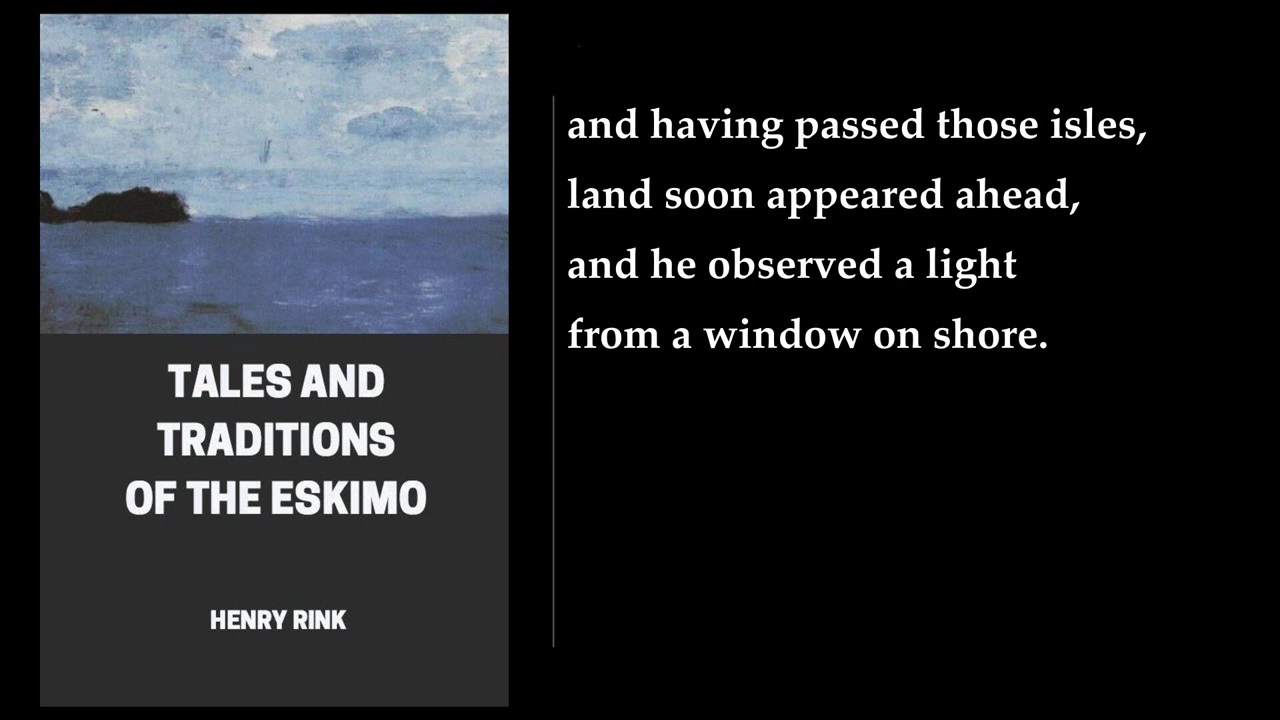 TALES AND
TRADITIONS
OF THE ESKIMO
HENRY RINK
and having passed those isles,
land soon appeared ahead,
and he observed a light
from a window on shore.